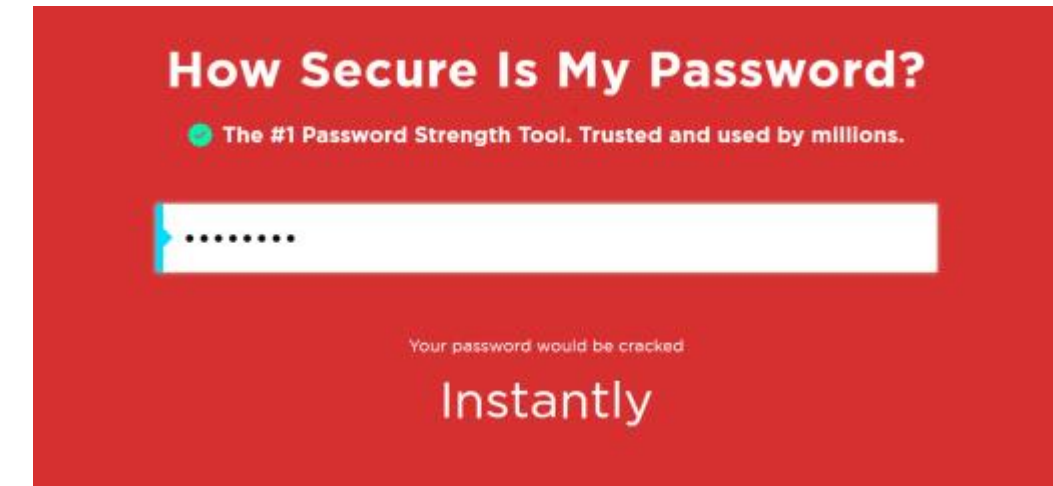 How Secure Is My Password?
The #1 Password Strength Tool. Trusted and used by millions.
••••••••
Your password would be cracked
Instantly